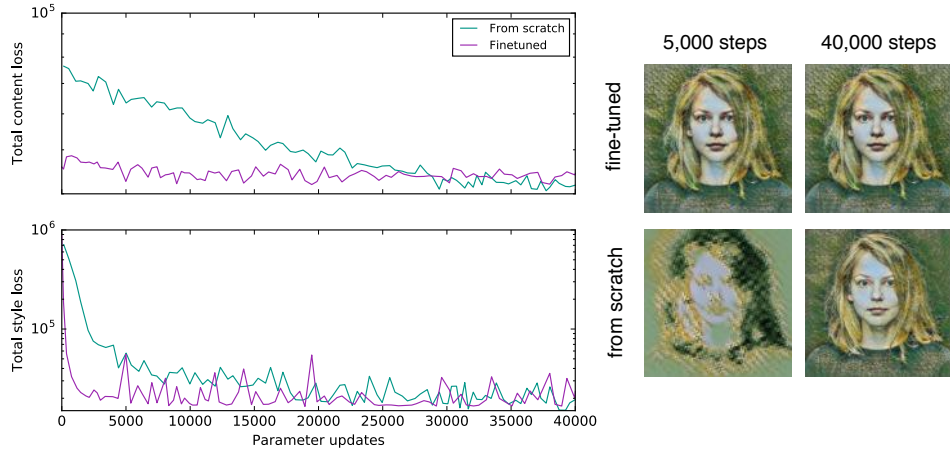 10^5
Total content loss
From scratch
Finetuned
10^6
10^5
Total style loss
0 5000 10000 15000 20000 25000 30000 35000 40000
Parameter updates
5,000 steps 40,000 steps
fine-tuned
from scratch